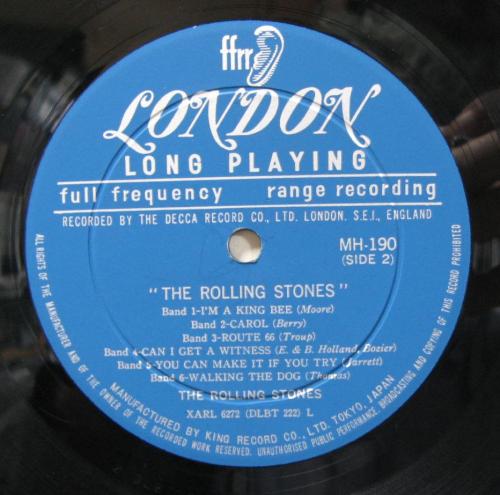 ffrr
LONDON
LONG PLAYING
full frequency range recording
RECORDED BY THE DECCA RECORD CO., LTD. LONDON. S.E.I., ENGLAND
MH-190
(SIDE 2)
"THE ROLLING STONES"
Band 1-I'M A KING BEE (Moore)
Band 2-CAROL (Berry)
Band 3-ROUTE 66 (Troup)
Band 4-CAN I GET A WITNESS (E. & B. Holland, Bozier)
Band 5-YOU CAN MAKE IT IF YOU TRY (Jarrett)
Band 6-WALKING THE DOG (Thomas)
THE ROLLING STONES
XARL 6272 (DLBT 222) L
MANUFACTURED BY KING RECORD CO., LTD. TOKYO, JAPAN
ALL RIGHTS OF THE MANUFACTURER AND OF THE OWNER OF THE RECORDED WORK RESERVED. UNAUTHORISED PUBLIC PERFORMANCE BROADCASTING AND COPYING OF THIS RECORD PROHIBITED